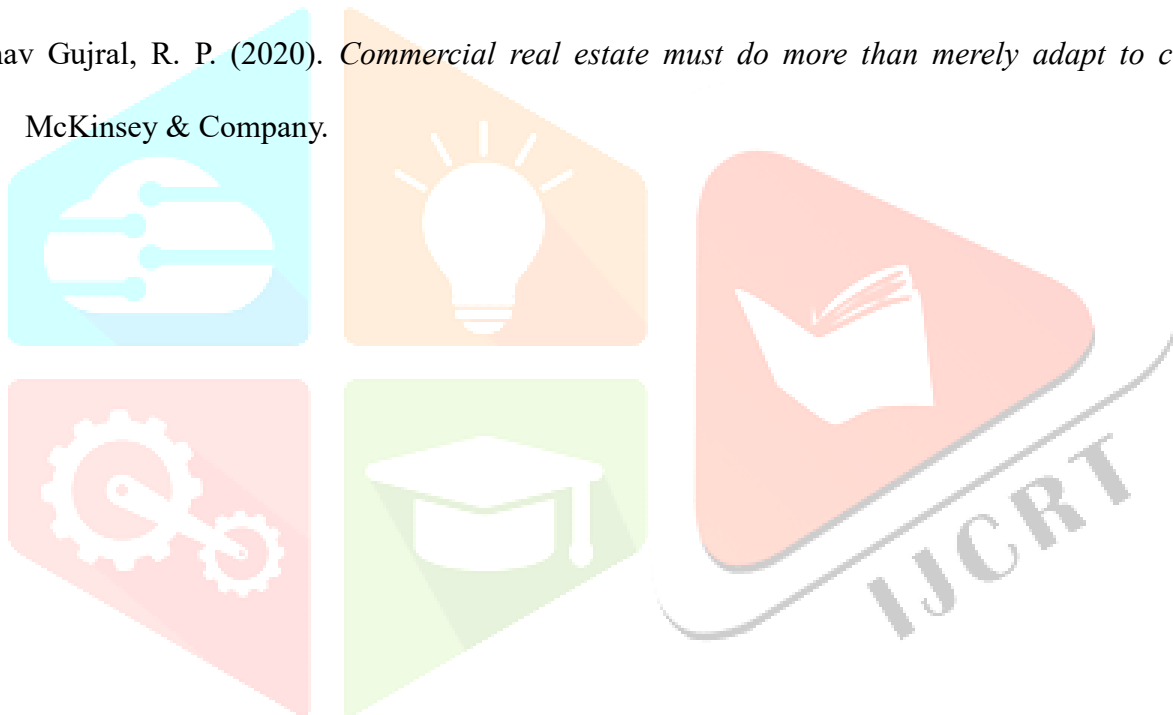 nav Gujral, R. P. (2020). Commercial real estate must do more than merely adapt to c
McKinsey & Company.
IJCRT